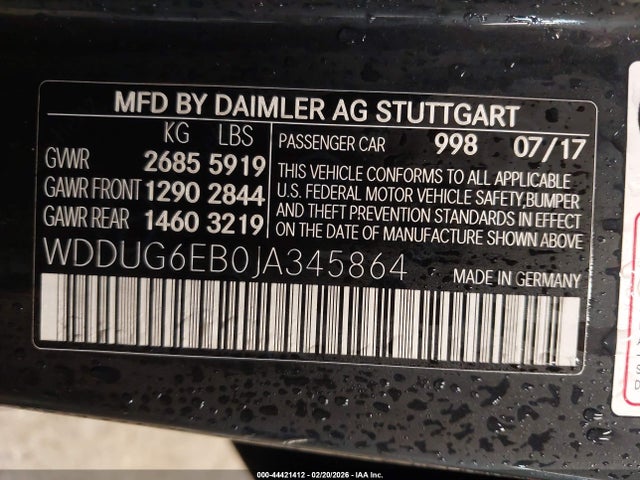 MFD BY DAIMLER AG STUTTGART
KG LBS
GVWR 2685 5919
GAWR FRONT 1290 2844
GAWR REAR 1460 3219
PASSENGER CAR 998 07/17
THIS VEHICLE CONFORMS TO ALL APPLICABLE
U.S. FEDERAL MOTOR VEHICLE SAFETY,BUMPER
AND THEFT PREVENTION STANDARDS IN EFFECT
ON THE DATE OF MANUFACTURE SHOWN ABOVE
WDDUG6EB0JA345864 MADE IN GERMANY
000-44421412 - 02/20/2026 - IAA Inc.